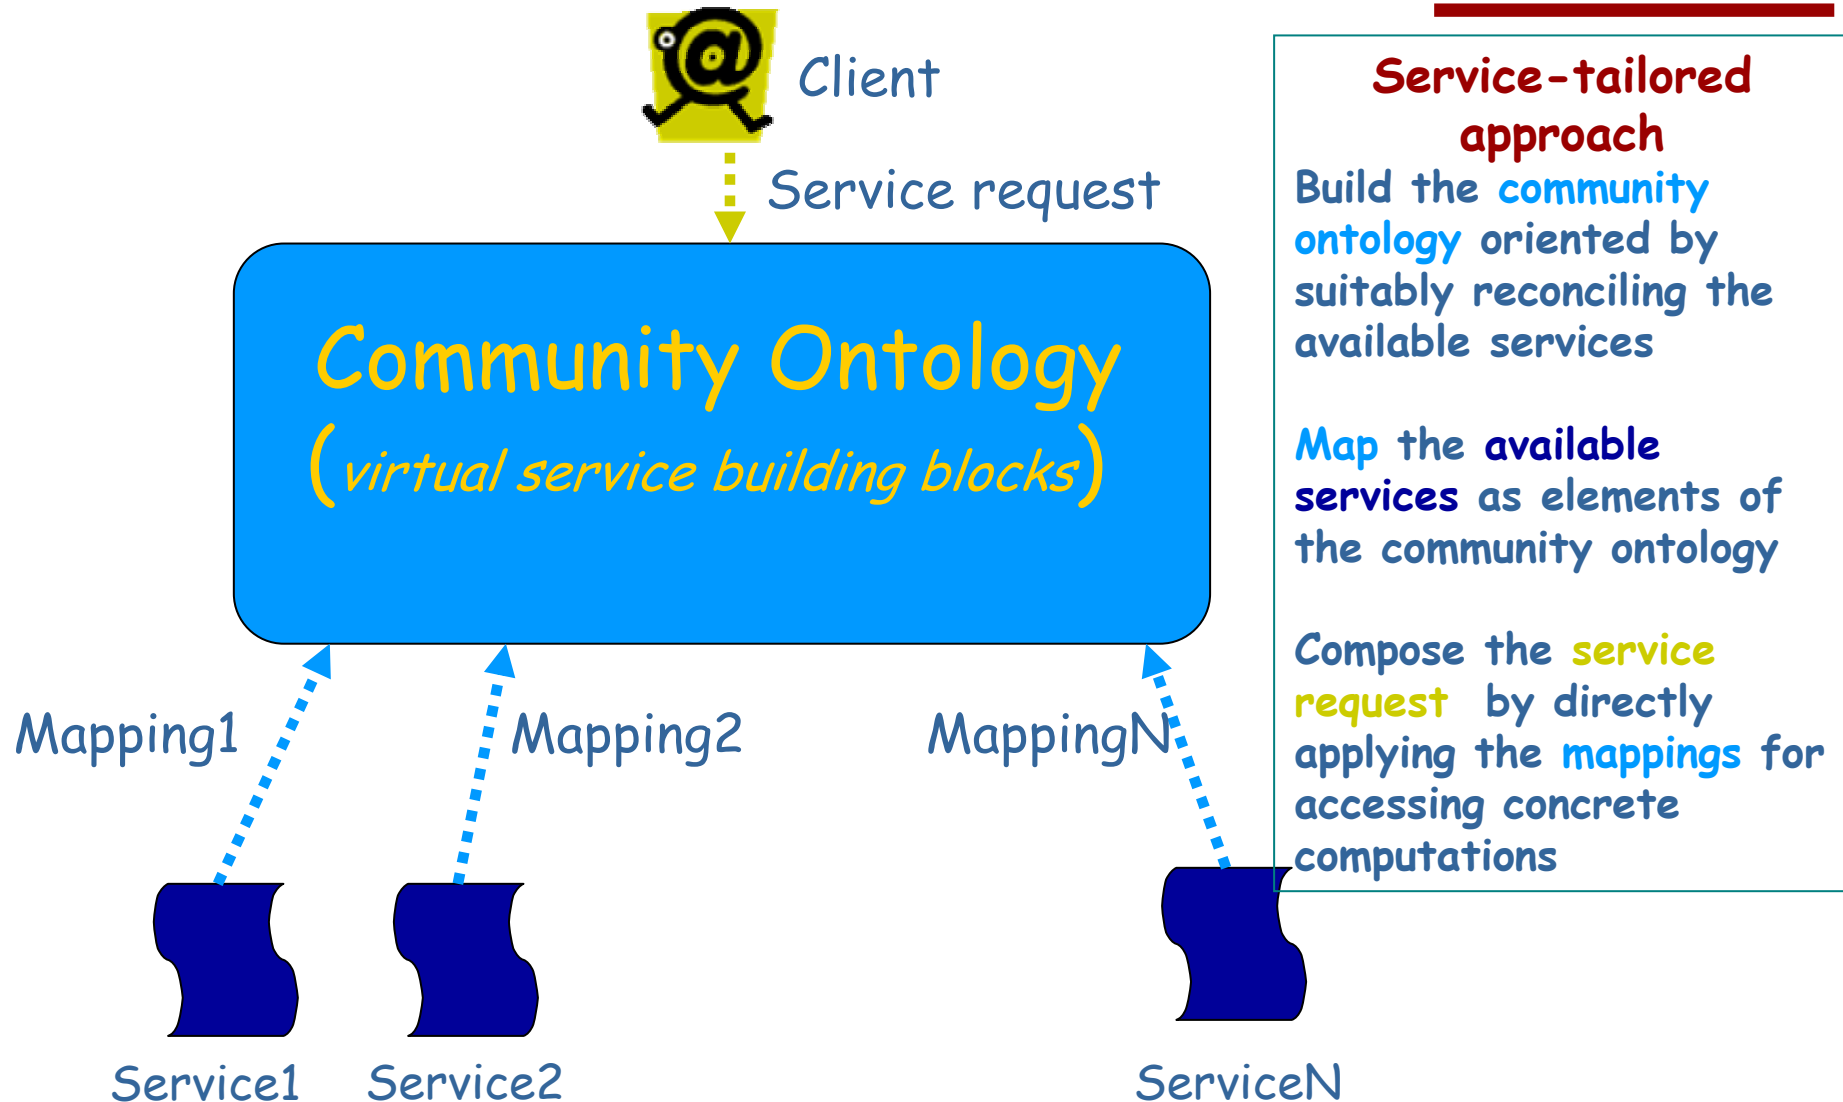 Client
Service request
Community Ontology
(virtual service building blocks)
Mapping1
Mapping2
MappingN
Service1
Service2
ServiceN
Service-tailored
approach
Build the community
ontology oriented by
suitably reconciling the
available services
Map the available
services as elements of
the community ontology
Compose the service
request by directly
applying the mappings for
accessing concrete
computations